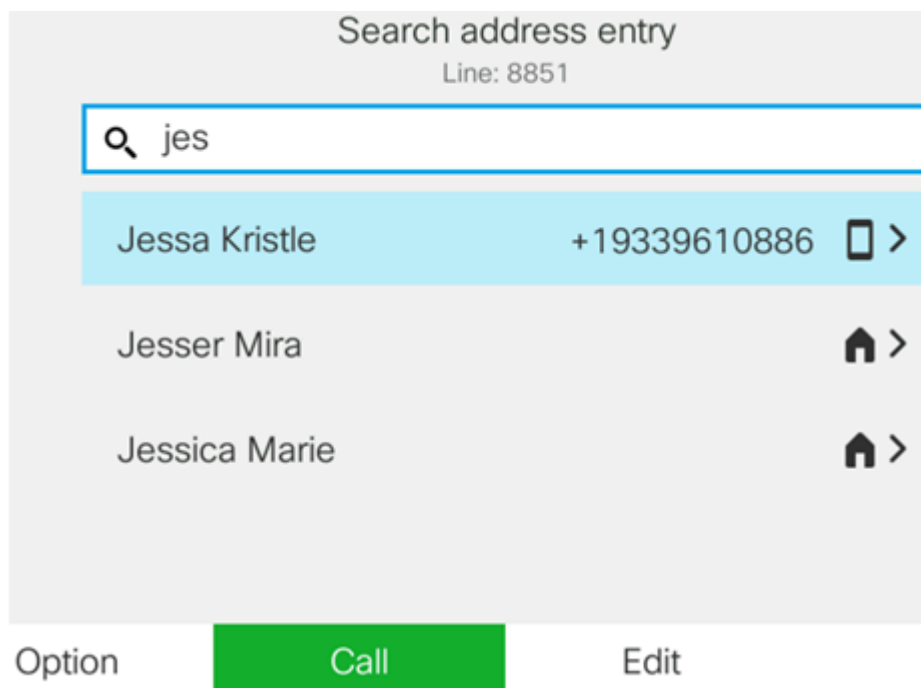 Search address entry
Line: 8851
jes
Jessa Kristle +19339610886
Jesser Mira
Jessica Marie
Option Call Edit